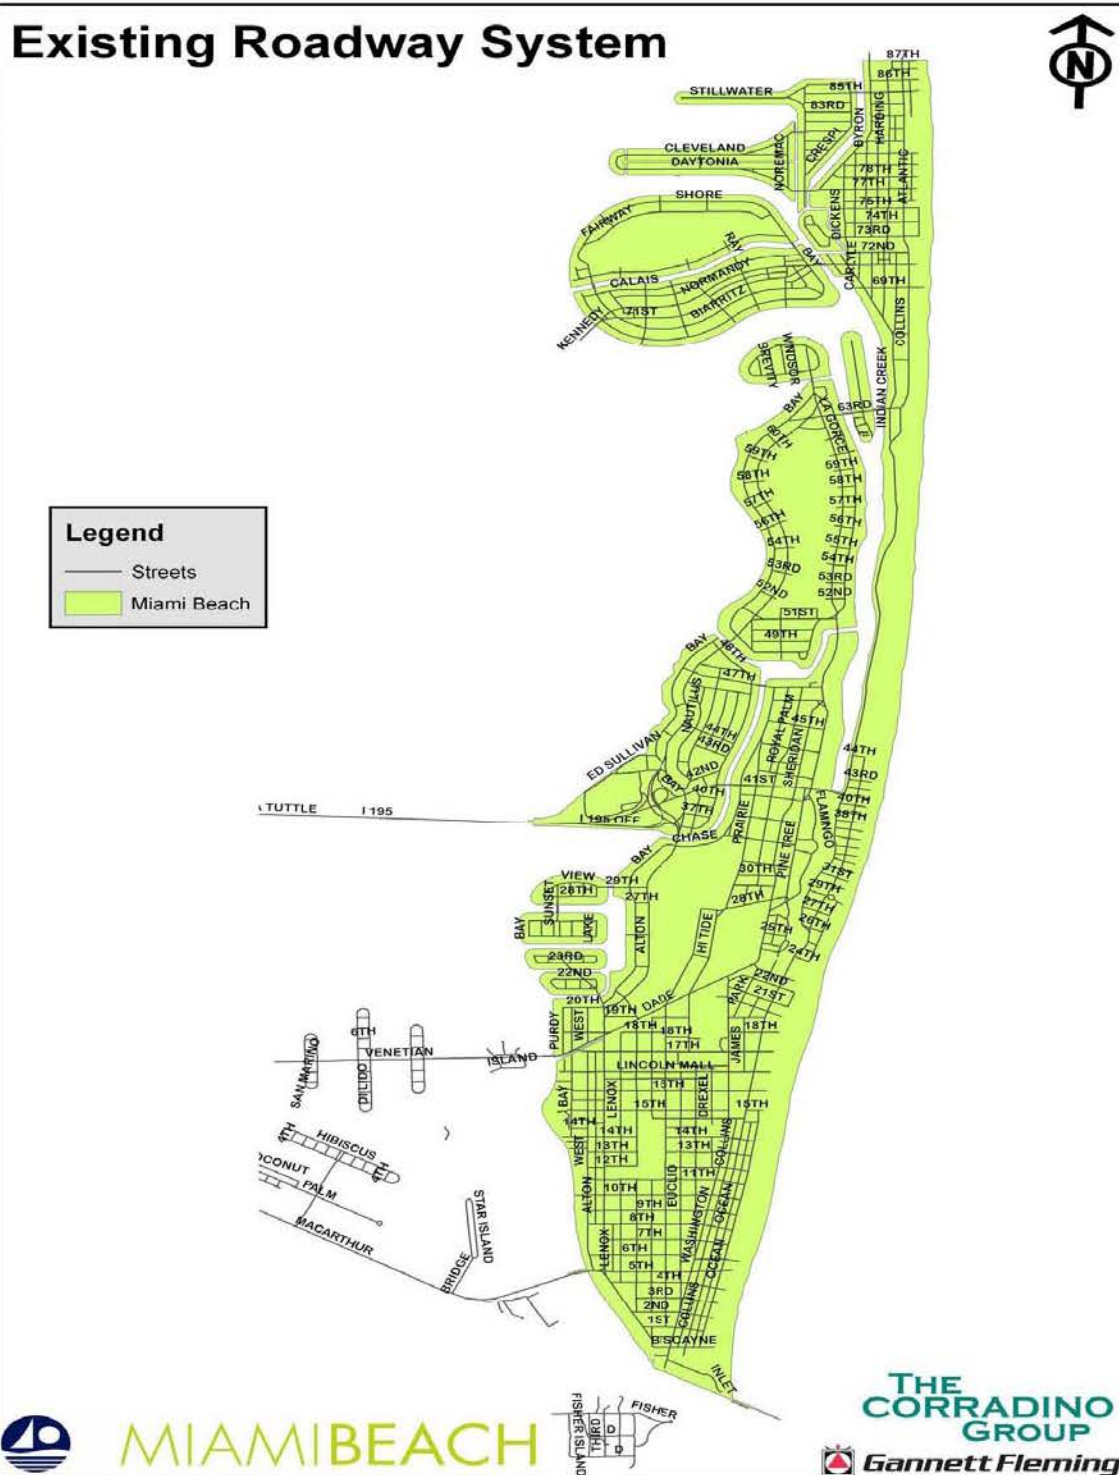 Existing Roadway System
N
87TH
86TH
STILLWATER
85TH
83RD
BYRON
HARDING
CRESPI
NOREMAC
CLEVELAND
DAYTONIA
78TH
77TH
ATLANTIC
SHORE
75TH
DICKENS
74TH
FAIRWAY
73RD
RAY
72ND
BAY
CARLYLE
CALAIS
NORMANDY
69TH
BIARRITZ
71ST
KENNEDY
COLLINS
WINDSOR
BREVITY
INDIAN CREEK
BAY
LA GORCE
63RD
60TH
59TH
59TH
58TH
58TH
57TH
57TH
56TH
56TH
Legend
Streets
Miami Beach
54TH
55TH
54TH
53RD
53RD
52ND
52ND
51ST
49TH
BAY
48TH
47TH
NAUTILUS
ROYAL PALM
45TH
44TH
43RD
SHERIDAN
ED SULLIVAN
44TH
42ND
43RD
BAY
40TH
41ST
40TH
37TH
38TH
FLAMINGO
A TUTTLE
I 195
I 195 OFF
CHASE
PRAIRIE
PINE TREE
BAY
30TH
31ST
VIEW
29TH
29TH
28TH
27TH
28TH
27TH
SUNSET
26TH
BAY
LAKE
ALTON
HI TIDE
25TH
24TH
23RD
22ND
22ND
PARK
21ST
20TH
DADE
19TH
PURDY
WEST
18TH
18TH
18TH
17TH
JAMES
6TH
VENETIAN
ISLAND
SAN MARINO
DI LIDO
LINCOLN MALL
BAY
LENOX
DREXEL
15TH
15TH
14TH
14TH
14TH
4TH
HIBISCUS
4TH
WEST
13TH
13TH
COLLINS
12TH
OCONUT
PALM
11TH
10TH
ALTON
EUCLID
9TH
8TH
WASHINGTON
OCEAN
MACARTHUR
STAR ISLAND
7TH
LENOX
6TH
5TH
OCEAN
4TH
BRIDGE
3RD
2ND
COLLINS
1ST
BISCAYNE
INLET
FISHER
FISHER ISLAND
THIRD
D
D
MIAMIBEACH
THE
CORRADINO
GROUP
Gannett Fleming